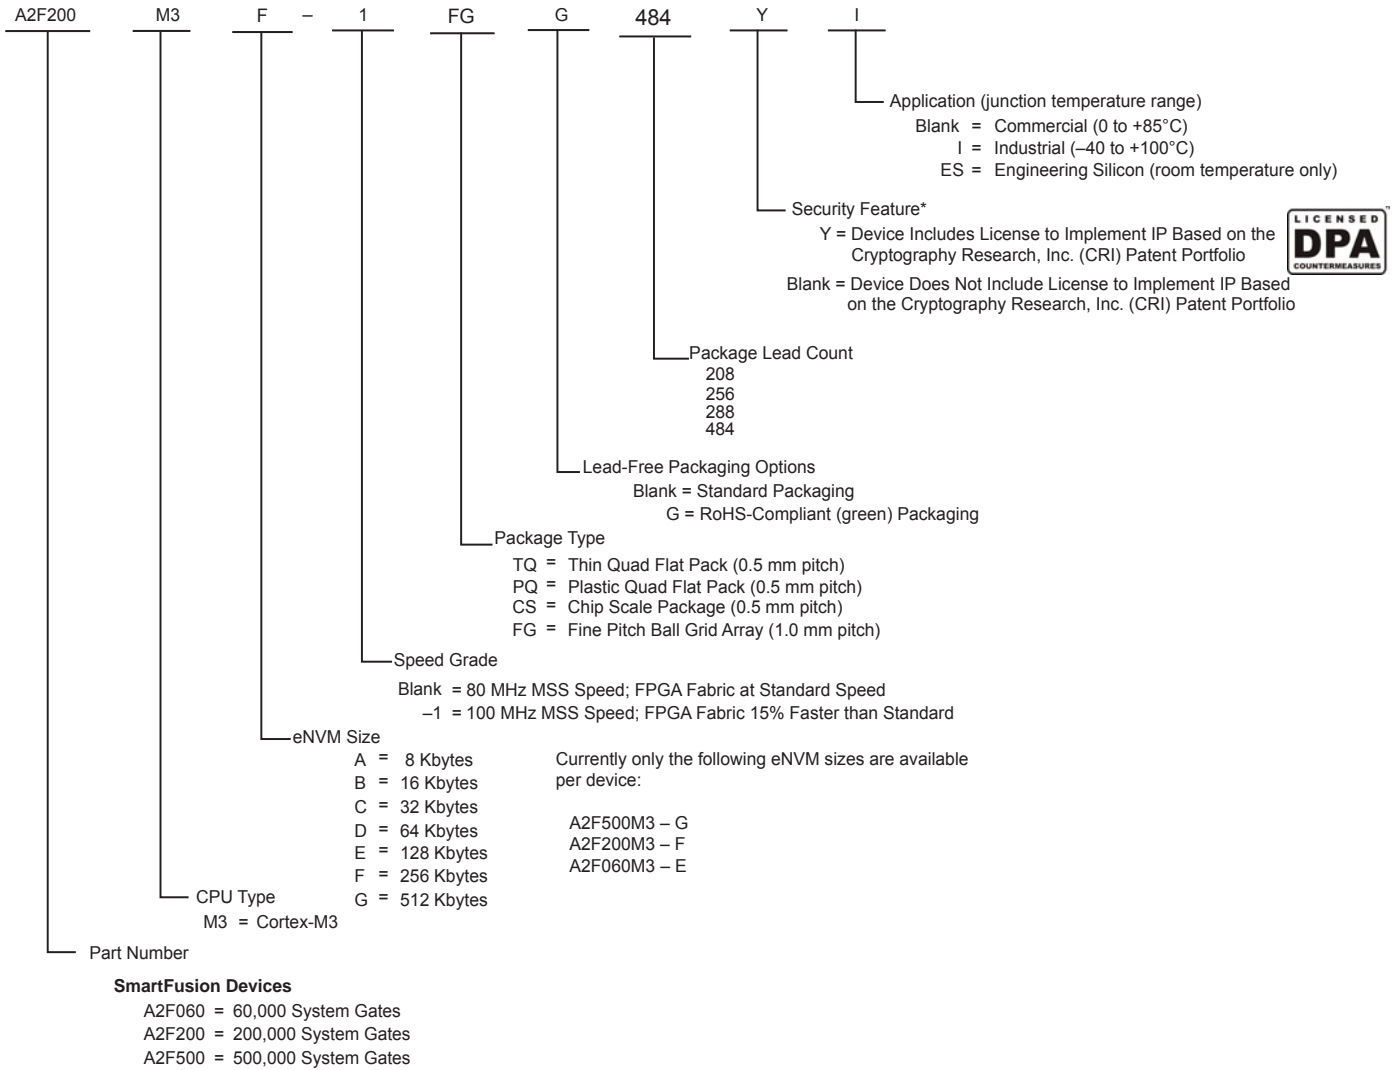 A2F200 M3 F – 1 FG G 484 Y I
Application (junction temperature range)
Blank = Commercial (0 to +85°C)
I = Industrial (–40 to +100°C)
ES = Engineering Silicon (room temperature only)
Security Feature*
Y = Device Includes License to Implement IP Based on the
Cryptography Research, Inc. (CRI) Patent Portfolio
LICENSED
DPA
COUNTERMEASURES
TM
Blank = Device Does Not Include License to Implement IP Based
on the Cryptography Research, Inc. (CRI) Patent Portfolio
Package Lead Count
208
256
288
484
Lead-Free Packaging Options
Blank = Standard Packaging
G = RoHS-Compliant (green) Packaging
Package Type
TQ = Thin Quad Flat Pack (0.5 mm pitch)
PQ = Plastic Quad Flat Pack (0.5 mm pitch)
CS = Chip Scale Package (0.5 mm pitch)
FG = Fine Pitch Ball Grid Array (1.0 mm pitch)
Speed Grade
Blank = 80 MHz MSS Speed; FPGA Fabric at Standard Speed
–1 = 100 MHz MSS Speed; FPGA Fabric 15% Faster than Standard
eNVM Size
A = 8 Kbytes
B = 16 Kbytes
C = 32 Kbytes
D = 64 Kbytes
E = 128 Kbytes
F = 256 Kbytes
G = 512 Kbytes
Currently only the following eNVM sizes are available
per device:
A2F500M3 – G
A2F200M3 – F
A2F060M3 – E
CPU Type
M3 = Cortex-M3
Part Number
SmartFusion Devices
A2F060 = 60,000 System Gates
A2F200 = 200,000 System Gates
A2F500 = 500,000 System Gates